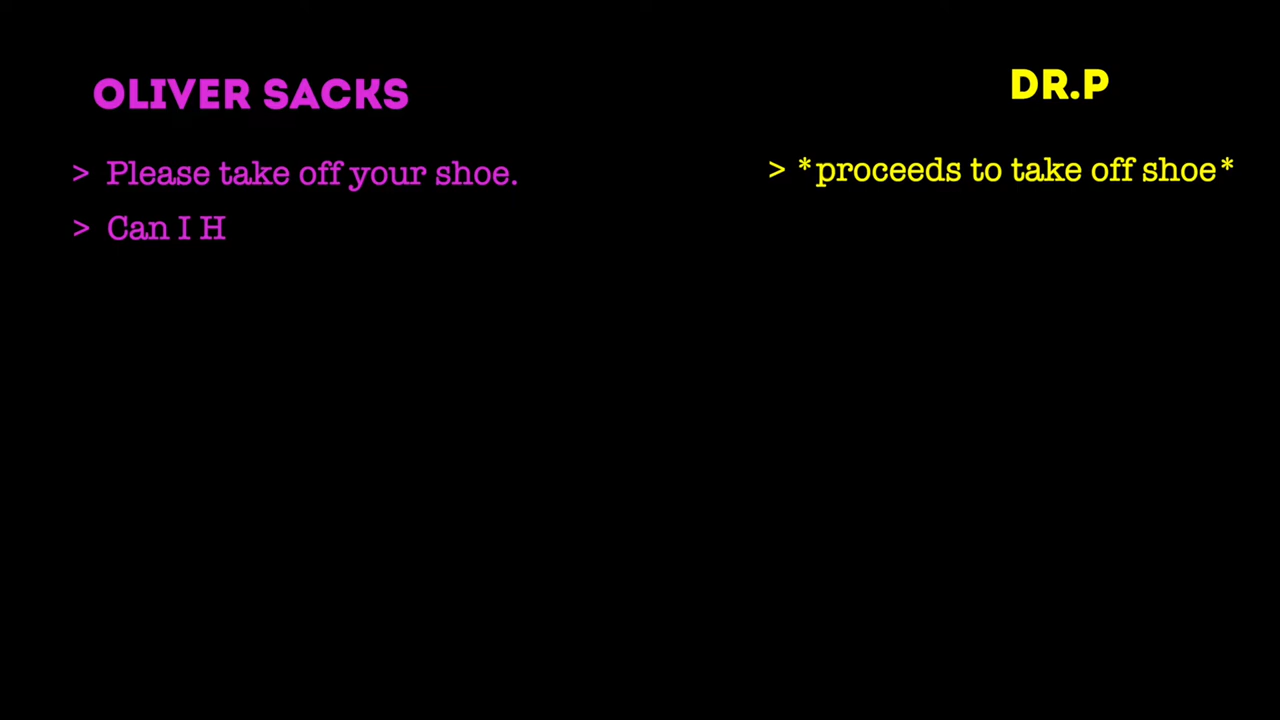 OLIVER SACKS
> Please take off your shoe.
> Can I H
DR.P
> *proceeds to take off shoe*